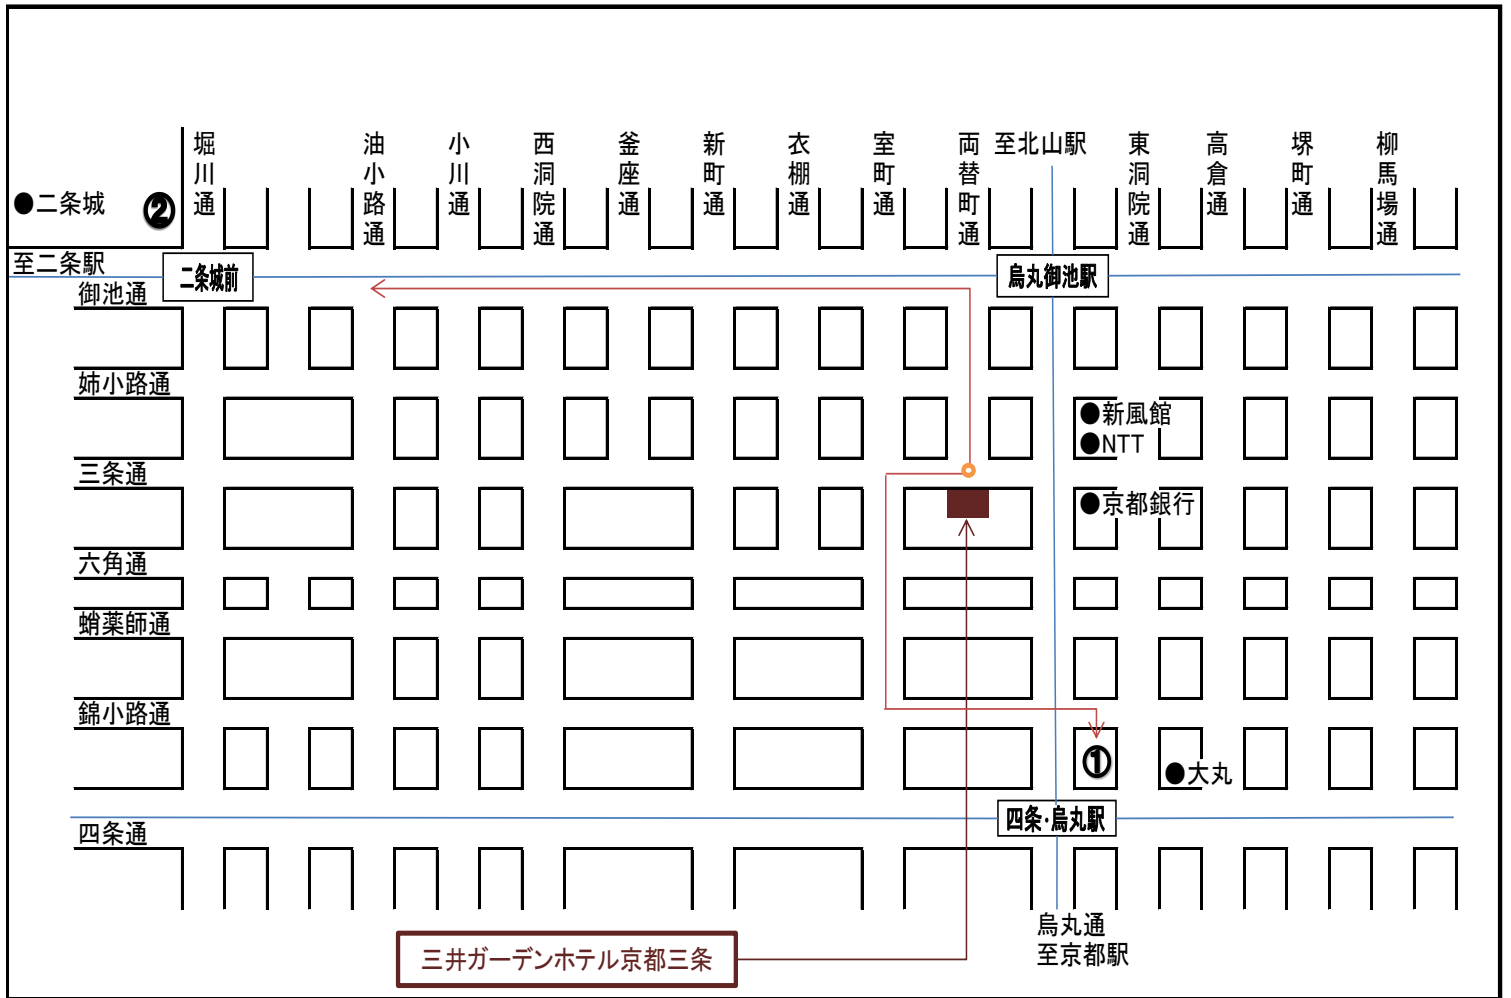 堀川通
油小路通
小川通
西洞院通
釜座通
新町通
衣棚通
室町通
両替町通
至北山駅
東洞院通
高倉通
堺町通
柳馬場通
●二条城
②
至二条駅
二条城前
烏丸御池駅
御池通
姉小路通
●新風館
●NTT
三条通
●京都銀行
六角通
蛸薬師通
錦小路通
①
●大丸
四条・烏丸駅
四条通
烏丸通
至京都駅
三井ガーデンホテル京都三条